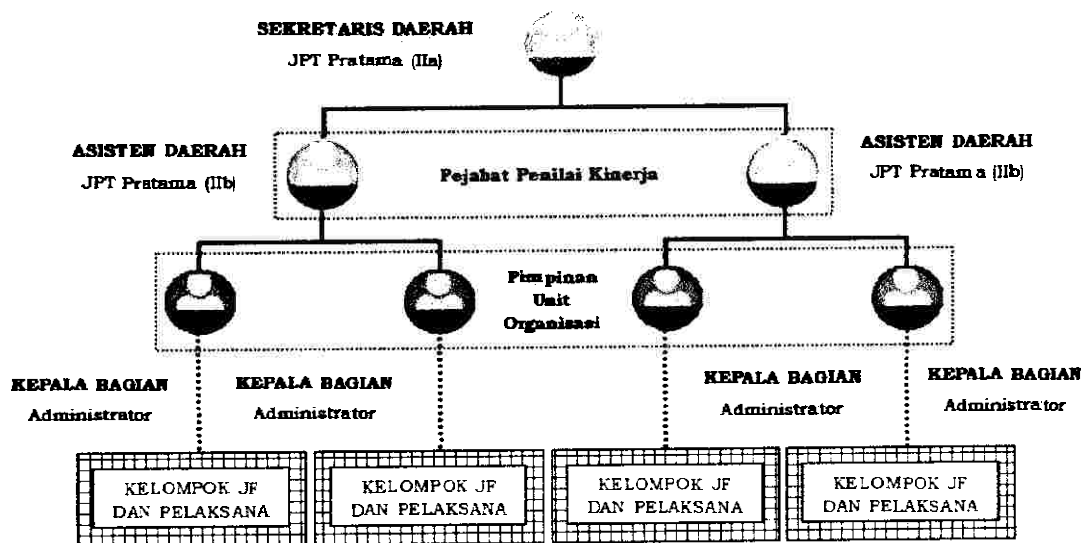 SEKRETARIS DAERAH
JPT Pratama (IIa)
ASISTEN DAERAH
JPT Pratama (IIb)
Pejabat Penilai Kinerja
ASISTEN DAERAH
JPT Pratama (IIb)
Pimpinan
Unit
Organisasi
KEPALA BAGIAN
Administrator
KEPALA BAGIAN
Administrator
KEPALA BAGIAN
Administrator
KEPALA BAGIAN
Administrator
KELOMPOK JF
DAN PELAKSANA
KELOMPOK JF
DAN PELAKSANA
KELOMPOK JF
DAN PELAKSANA
KELOMPOK JF
DAN PELAKSANA